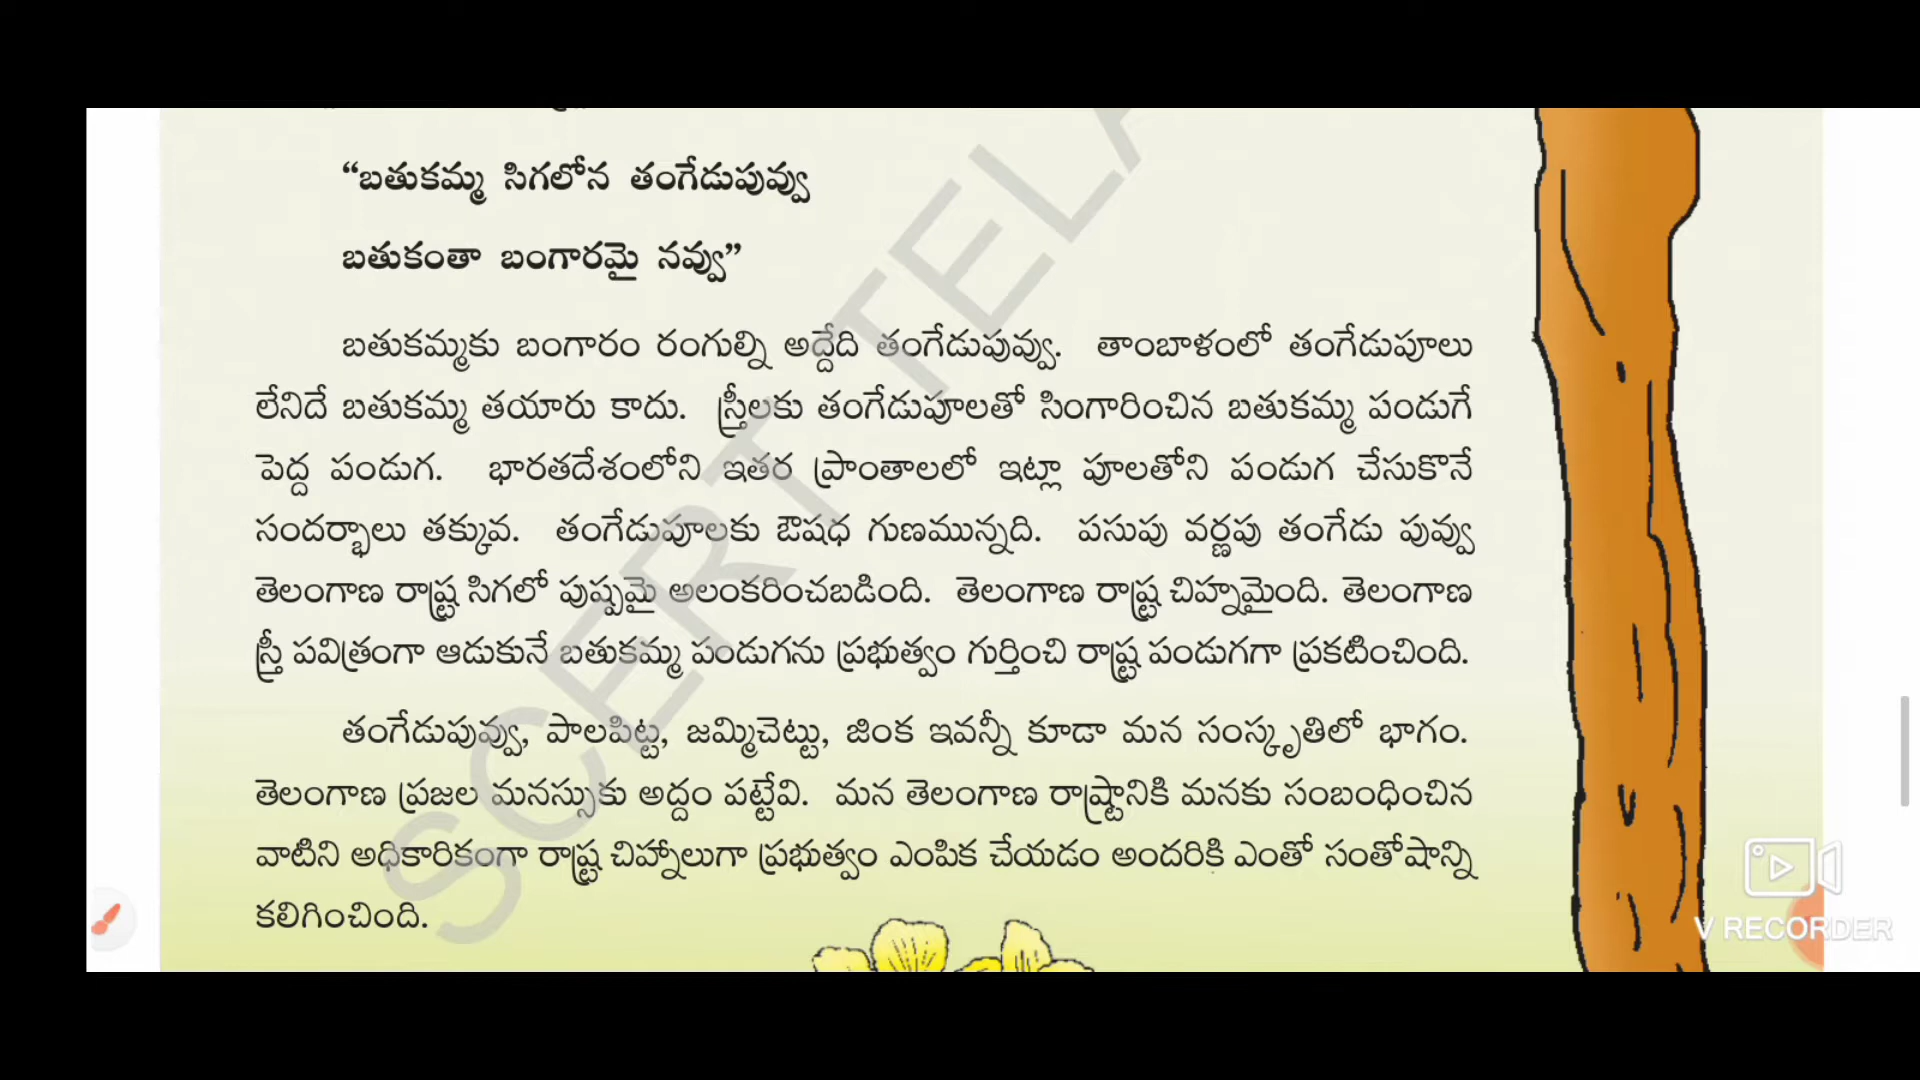 “బతుకమ్మ సిగలోన తంగేడుపువ్వు
బతుకంతా బంగారమై నవ్వు”
బతుకమ్మకు బంగారం రంగుల్ని అద్దేది తంగేడుపువ్వు. తాంబాళంలో తంగేడుపూలు
లేనిదే బతుకమ్మ తయారు కాదు. స్త్రీలకు తంగేడుపూలతో సింగారించిన బతుకమ్మ పండుగే
పెద్ద పండుగ. భారతదేశంలోని ఇతర ప్రాంతాలలో ఇట్లా పూలతోని పండుగ చేసుకొనే
సందర్భాలు తక్కువ. తంగేడుపూలకు ఔషధ గుణమున్నది. పసుపు వర్ణపు తంగేడు పువ్వు
తెలంగాణ రాష్ట్ర సిగలో పుష్పమై అలంకరించబడింది. తెలంగాణ రాష్ట్ర చిహ్నమైంది. తెలంగాణ
స్త్రీ పవిత్రంగా ఆడుకునే బతుకమ్మ పండుగను ప్రభుత్వం గుర్తించి రాష్ట్ర పండుగగా ప్రకటించింది.
తంగేడుపువ్వు, పాలపిట్ట, జమ్మిచెట్టు, జింక ఇవన్నీ కూడా మన సంస్కృతిలో భాగం.
తెలంగాణ ప్రజల మనస్సుకు అద్దం పట్టేవి. మన తెలంగాణ రాష్ట్రానికి మనకు సంబంధించిన
వాటిని అధికారికంగా రాష్ట్ర చిహ్నాలుగా ప్రభుత్వం ఎంపిక చేయడం అందరికి ఎంతో సంతోషాన్ని
కలిగించింది.
SCERT TELA
V RECORDER